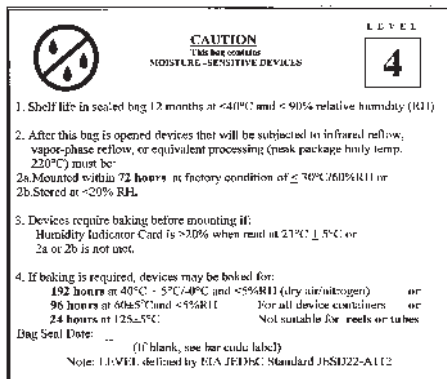 LEVEL
CAUTION
This bag contains
MOISTURE-SENSITIVE DEVICES
4
1. Shelf life in sealed bag 12 months at <40°C and < 90% relative humidity (RH)
2. After this bag is opened devices that will be subjected to infrared reflow,
vapor-phase reflow, or equivalent processing (peak package body temp.
220°C) must be
2a.Mounted within 72 hours at factory condition of ≤ 30°C/60%RH or
2b.Stored at <20% RH.
3. Devices require baking before mounting if:
Humidity Indicator Card is >20% when read at 23°C ± 5°C or
2a or 2b is not met.
4. If baking is required, devices may be baked for:
192 hours at 40°C + 5°C/-0°C and <5%RH (dry air/nitrogen) or
96 hours at 60±5°C and <5%RH For all device containers or
24 hours at 125±5°C Not suitable for reels or tubes
Bag Seal Date:
(If blank, see bar code label)
Note: LEVEL defined by EIA JEDEC Standard JESD22-A112